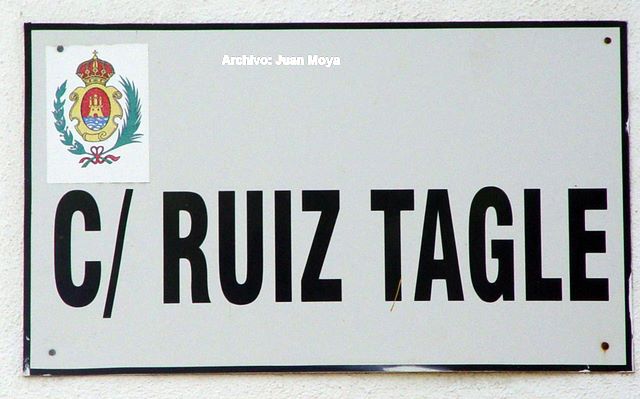 Archivo: Juan Moya
C/ RUIZ TAGLE